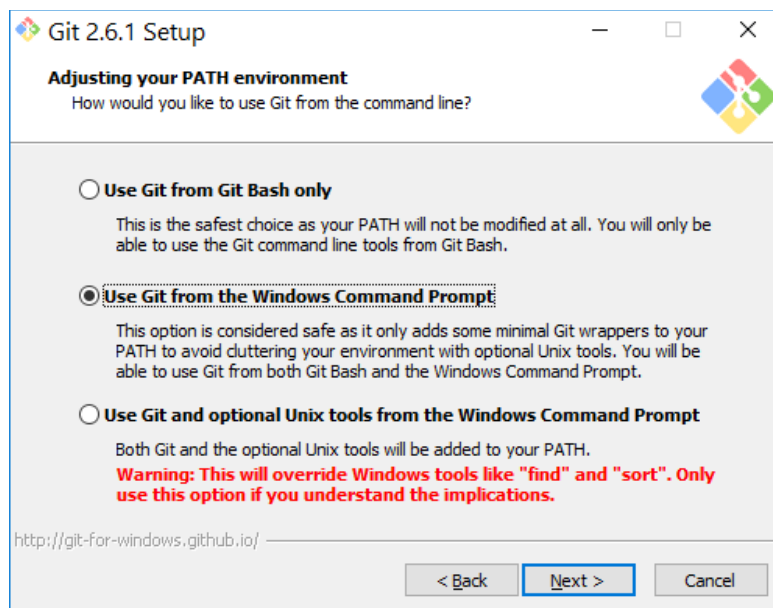 Git 2.6.1 Setup
Adjusting your PATH environment
How would you like to use Git from the command line?
Use Git from Git Bash only
This is the safest choice as your PATH will not be modified at all. You will only be
able to use the Git command line tools from Git Bash.
Use Git from the Windows Command Prompt
This option is considered safe as it only adds some minimal Git wrappers to your
PATH to avoid cluttering your environment with optional Unix tools. You will be
able to use Git from both Git Bash and the Windows Command Prompt.
Use Git and optional Unix tools from the Windows Command Prompt
Both Git and the optional Unix tools will be added to your PATH.
Warning: This will override Windows tools like "find" and "sort". Only
use this option if you understand the implications.
http://git-for-windows.github.io/
< Back Next > Cancel